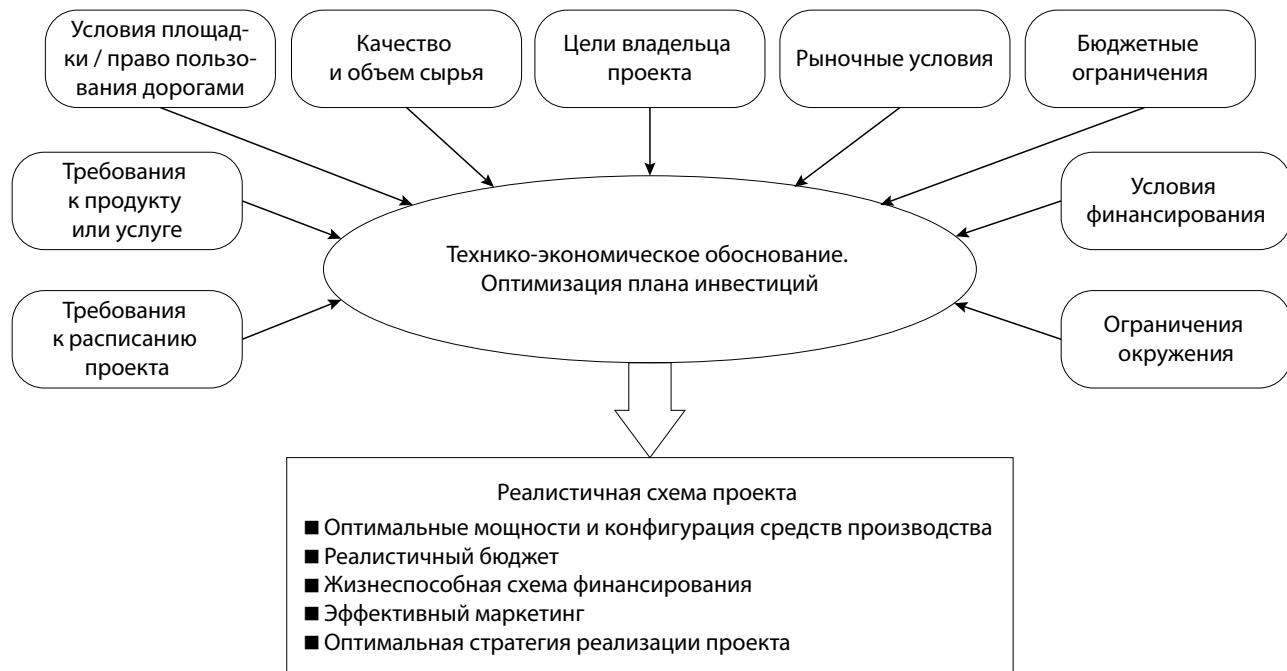 Условия площад-
ки / право пользо-
вания дорогами
Качество
и объем сырья
Цели владельца
проекта
Рыночные условия
Бюджетные
ограничения
Требования
к продукту
или услуге
Условия
финансирования
Технико-экономическое обоснование.
Оптимизация плана инвестиций
Требования
к расписанию
проекта
Ограничения
окружения
Реалистичная схема проекта
■ Оптимальные мощности и конфигурация средств производства
■ Реалистичный бюджет
■ Жизнеспособная схема финансирования
■ Эффективный маркетинг
■ Оптимальная стратегия реализации проекта